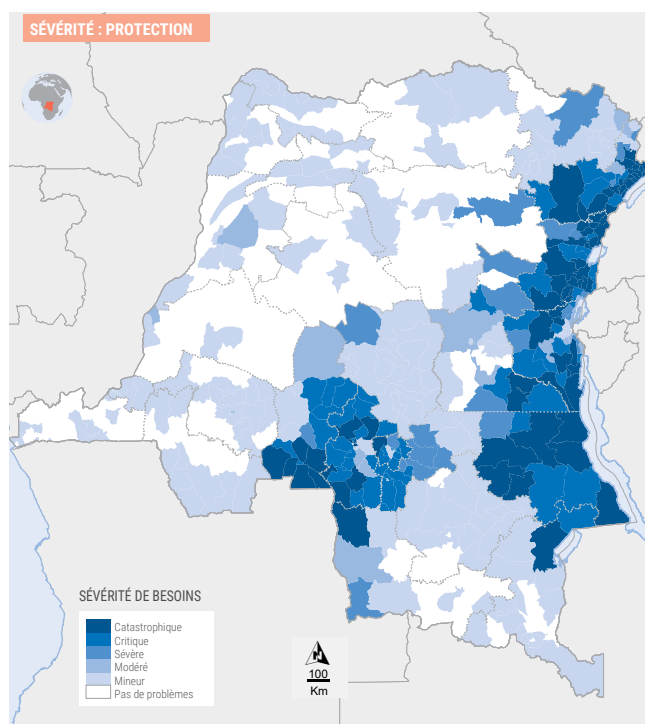 SÉVÉRITÉ : PROTECTION
SÉVÉRITÉ DE BESOINS
Catastrophique
Critique
Sévère
Modéré
Mineur
Pas de problèmes
100
Km